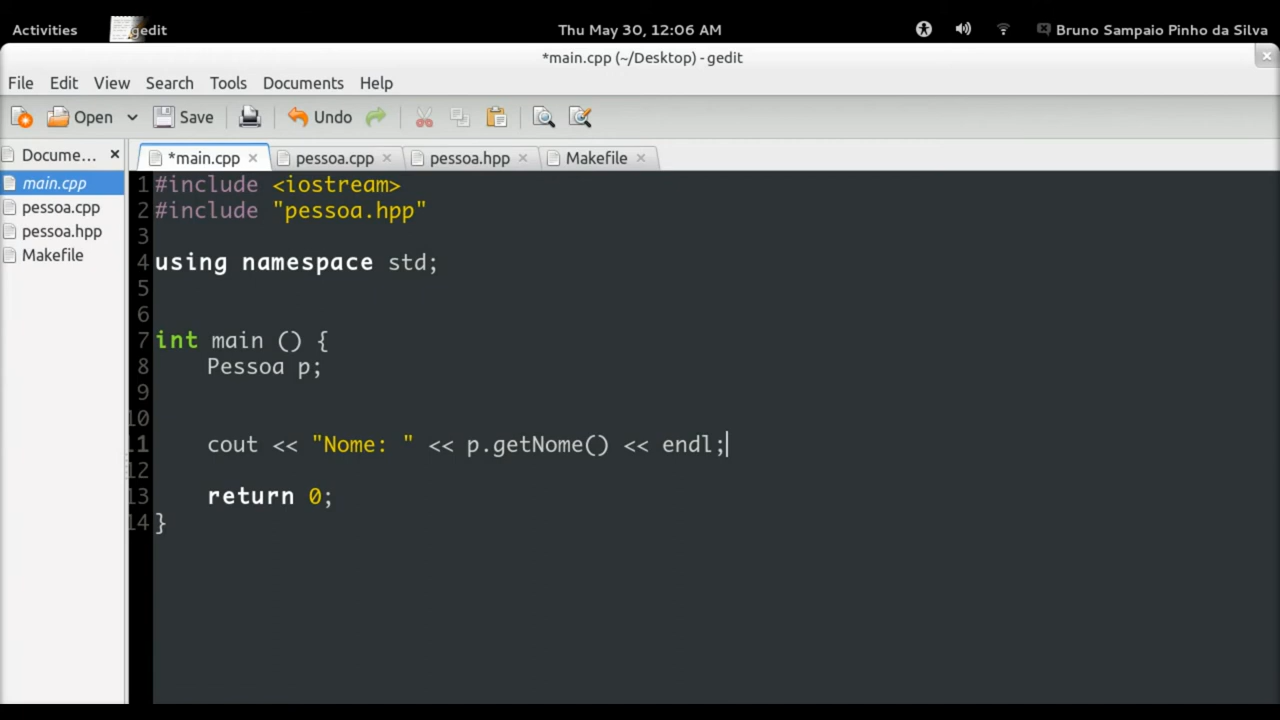 Activities gedit Thu May 30, 12:06 AM Bruno Sampaio Pinho da Silva
*main.cpp (~/Desktop) - gedit
File Edit View Search Tools Documents Help
Open Save Undo
Docume... *main.cpp pessoa.cpp pessoa.hpp Makefile
main.cpp
pessoa.cpp
pessoa.hpp
Makefile
1 #include <iostream>
2 #include "pessoa.hpp"
3
4 using namespace std;
5
6
7 int main () {
8     Pessoa p;
9
10
11     cout << "Nome: " << p.getNome() << endl;
12
13     return 0;
14 }